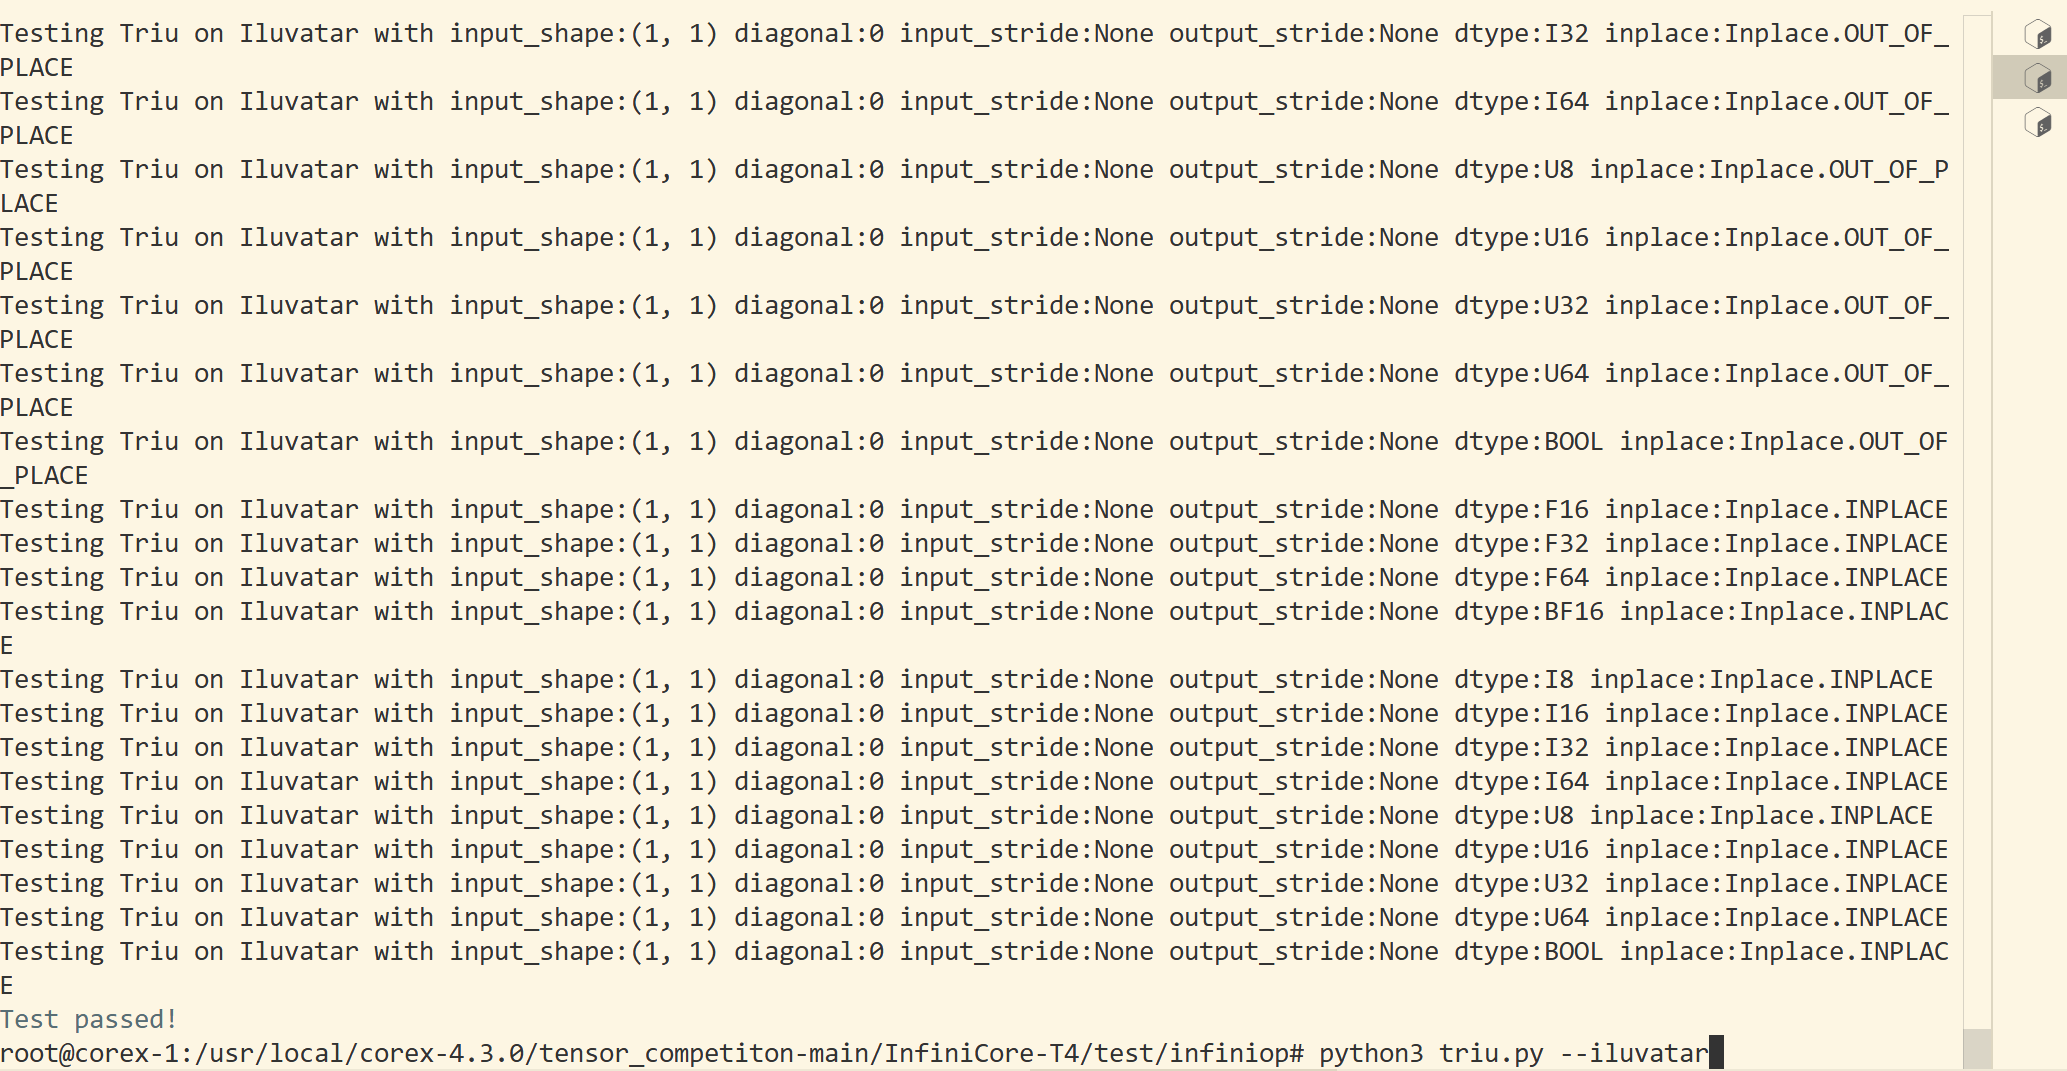 Testing Triu on Iluvatar with input_shape:(1, 1) diagonal:0 input_stride:None output_stride:None dtype:I32 inplace:Inplace.OUT_OF_
PLACE
Testing Triu on Iluvatar with input_shape:(1, 1) diagonal:0 input_stride:None output_stride:None dtype:I64 inplace:Inplace.OUT_OF_
PLACE
Testing Triu on Iluvatar with input_shape:(1, 1) diagonal:0 input_stride:None output_stride:None dtype:U8 inplace:Inplace.OUT_OF_P
LACE
Testing Triu on Iluvatar with input_shape:(1, 1) diagonal:0 input_stride:None output_stride:None dtype:U16 inplace:Inplace.OUT_OF_
PLACE
Testing Triu on Iluvatar with input_shape:(1, 1) diagonal:0 input_stride:None output_stride:None dtype:U32 inplace:Inplace.OUT_OF_
PLACE
Testing Triu on Iluvatar with input_shape:(1, 1) diagonal:0 input_stride:None output_stride:None dtype:U64 inplace:Inplace.OUT_OF_
PLACE
Testing Triu on Iluvatar with input_shape:(1, 1) diagonal:0 input_stride:None output_stride:None dtype:BOOL inplace:Inplace.OUT_OF
_PLACE
Testing Triu on Iluvatar with input_shape:(1, 1) diagonal:0 input_stride:None output_stride:None dtype:F16 inplace:Inplace.INPLACE
Testing Triu on Iluvatar with input_shape:(1, 1) diagonal:0 input_stride:None output_stride:None dtype:F32 inplace:Inplace.INPLACE
Testing Triu on Iluvatar with input_shape:(1, 1) diagonal:0 input_stride:None output_stride:None dtype:F64 inplace:Inplace.INPLACE
Testing Triu on Iluvatar with input_shape:(1, 1) diagonal:0 input_stride:None output_stride:None dtype:BF16 inplace:Inplace.INPLAC
E
Testing Triu on Iluvatar with input_shape:(1, 1) diagonal:0 input_stride:None output_stride:None dtype:I8 inplace:Inplace.INPLACE
Testing Triu on Iluvatar with input_shape:(1, 1) diagonal:0 input_stride:None output_stride:None dtype:I16 inplace:Inplace.INPLACE
Testing Triu on Iluvatar with input_shape:(1, 1) diagonal:0 input_stride:None output_stride:None dtype:I32 inplace:Inplace.INPLACE
Testing Triu on Iluvatar with input_shape:(1, 1) diagonal:0 input_stride:None output_stride:None dtype:I64 inplace:Inplace.INPLACE
Testing Triu on Iluvatar with input_shape:(1, 1) diagonal:0 input_stride:None output_stride:None dtype:U8 inplace:Inplace.INPLACE
Testing Triu on Iluvatar with input_shape:(1, 1) diagonal:0 input_stride:None output_stride:None dtype:U16 inplace:Inplace.INPLACE
Testing Triu on Iluvatar with input_shape:(1, 1) diagonal:0 input_stride:None output_stride:None dtype:U32 inplace:Inplace.INPLACE
Testing Triu on Iluvatar with input_shape:(1, 1) diagonal:0 input_stride:None output_stride:None dtype:U64 inplace:Inplace.INPLACE
Testing Triu on Iluvatar with input_shape:(1, 1) diagonal:0 input_stride:None output_stride:None dtype:BOOL inplace:Inplace.INPLAC
E
Test passed!
root@corex-1:/usr/local/corex-4.3.0/tensor_competiton-main/InfiniCore-T4/test/infiniop# python3 triu.py --iluvatar